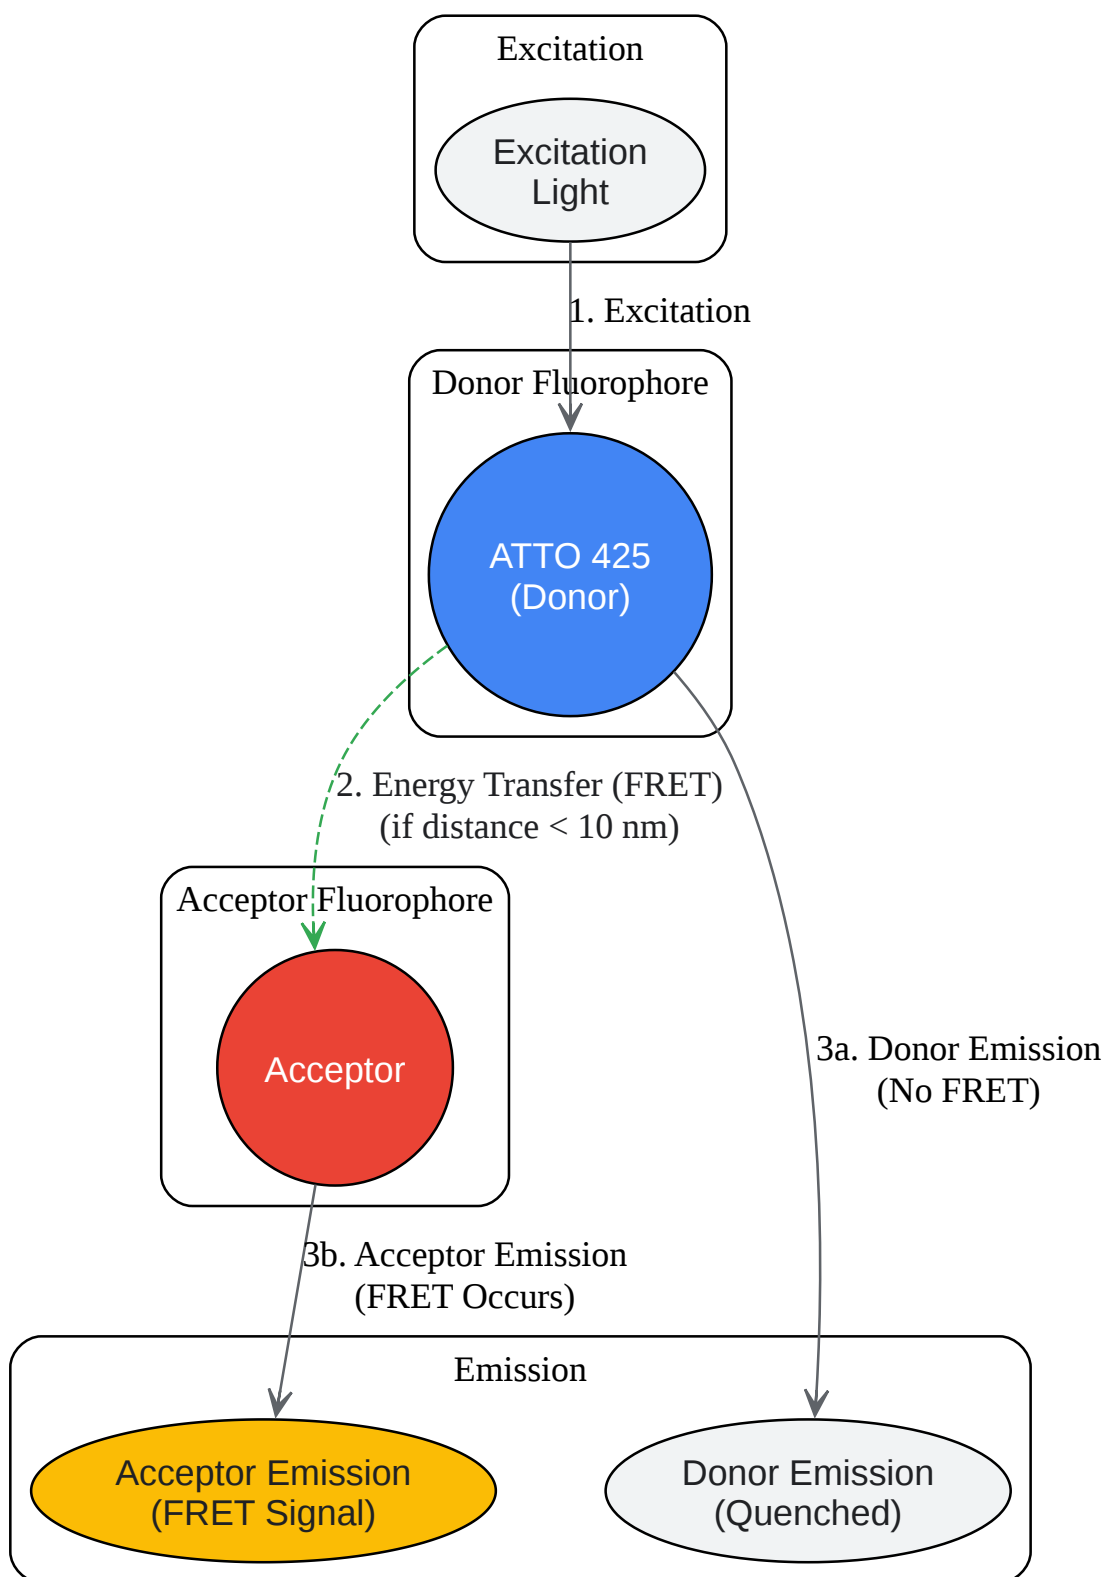 Excitation
Excitation
Light
1. Excitation
Donor Fluorophore
ATTO 425
(Donor)
2. Energy Transfer (FRET)
(if distance < 10 nm)
Acceptor Fluorophore
Acceptor
3a. Donor Emission
(No FRET)
3b. Acceptor Emission
(FRET Occurs)
Emission
Acceptor Emission
(FRET Signal)
Donor Emission
(Quenched)